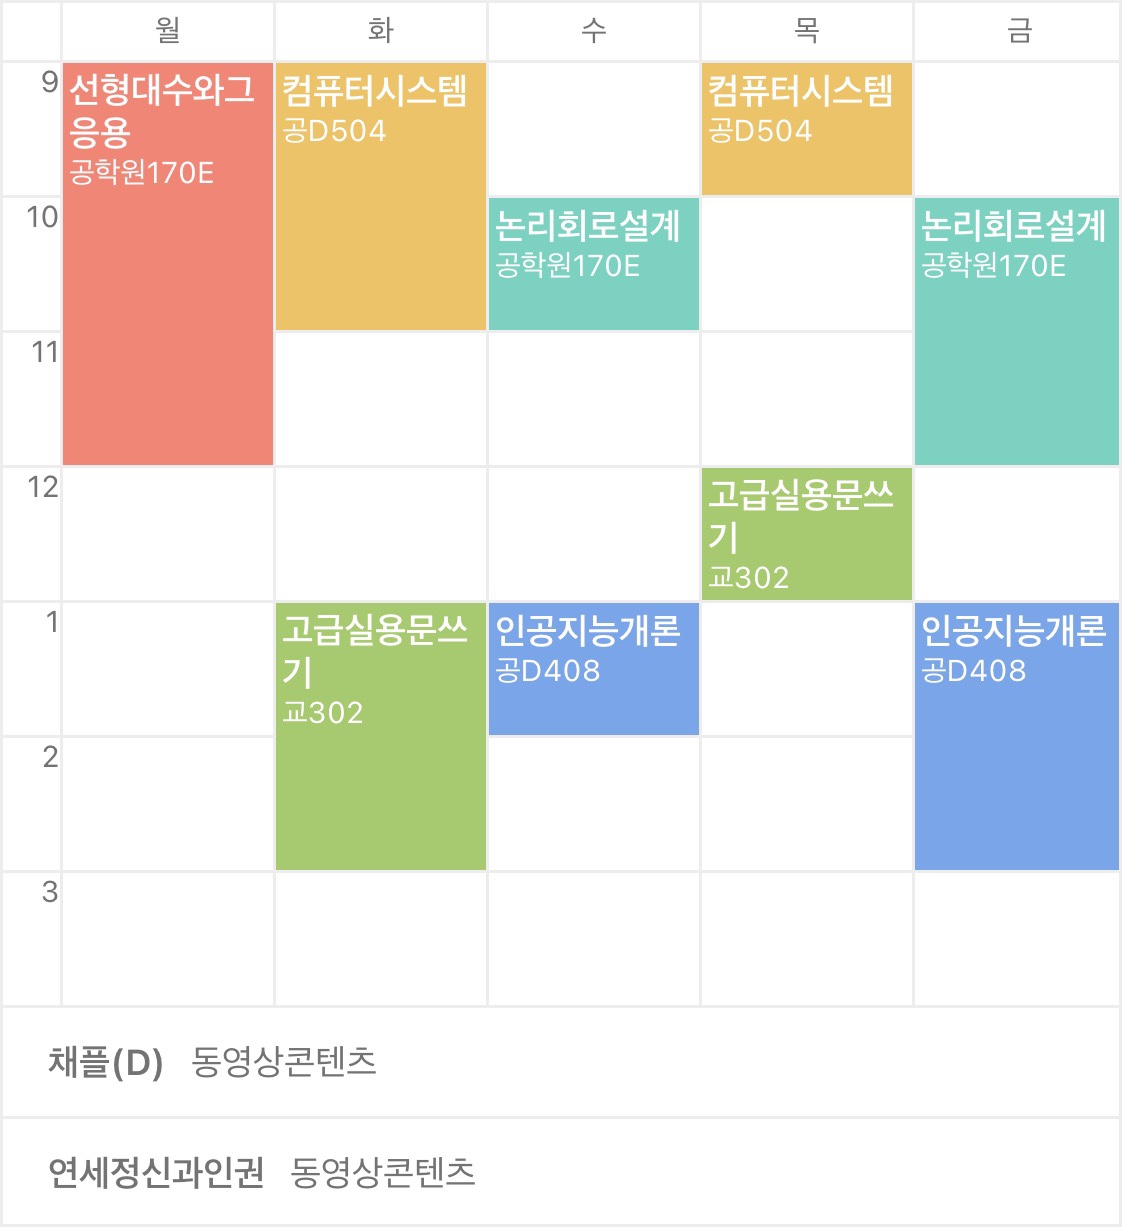 월 화 수 목 금
9
선형대수와그
응용
공학원170E
컴퓨터시스템
공D504
컴퓨터시스템
공D504
10
논리회로설계
공학원170E
논리회로설계
공학원170E
11
12
고급실용문쓰
기
교302
1
고급실용문쓰
기
교302
인공지능개론
공D408
인공지능개론
공D408
2
3
채플(D) 동영상콘텐츠
연세정신과인권 동영상콘텐츠